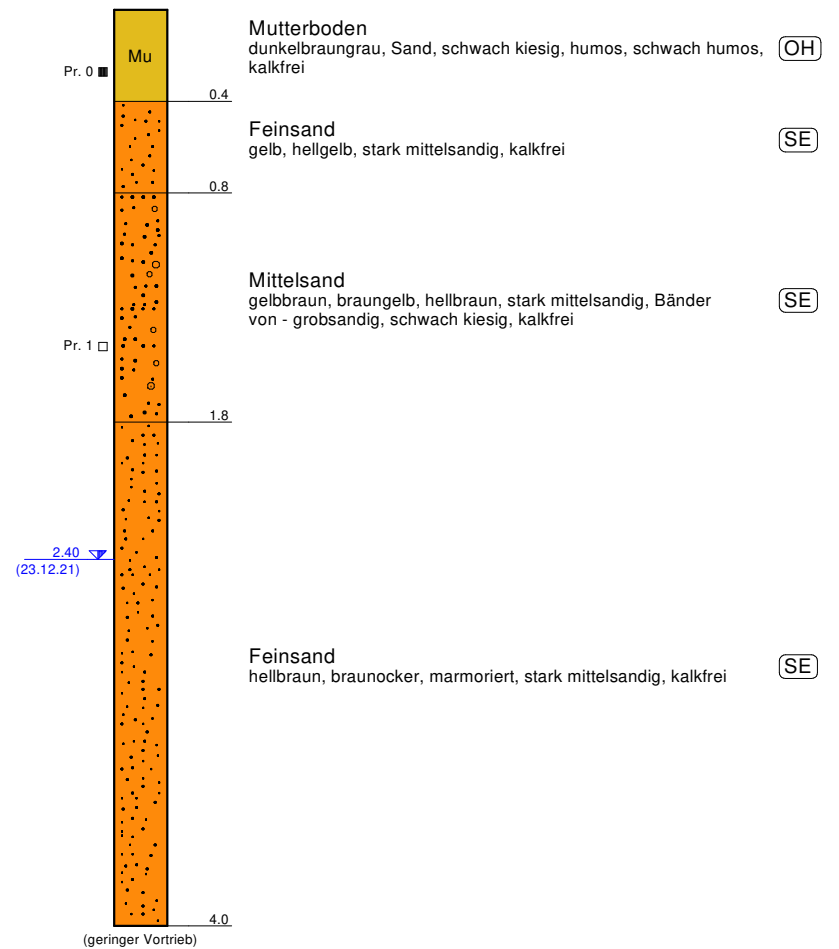 Mutterboden
dunkelbraungrau, Sand, schwach kiesig, humos, schwach humos,
kalkfrei
OH
Mu
Pr. 0
0.4
Feinsand
gelb, hellgelb, stark mittelsandig, kalkfrei
SE
0.8
Mittelsand
gelbbraun, braungelb, hellbraun, stark mittelsandig, Bänder
von - grobsandig, schwach kiesig, kalkfrei
SE
Pr. 1
1.8
2.40
(23.12.21)
Feinsand
hellbraun, braunocker, marmoriert, stark mittelsandig, kalkfrei
SE
4.0
(geringer Vortrieb)